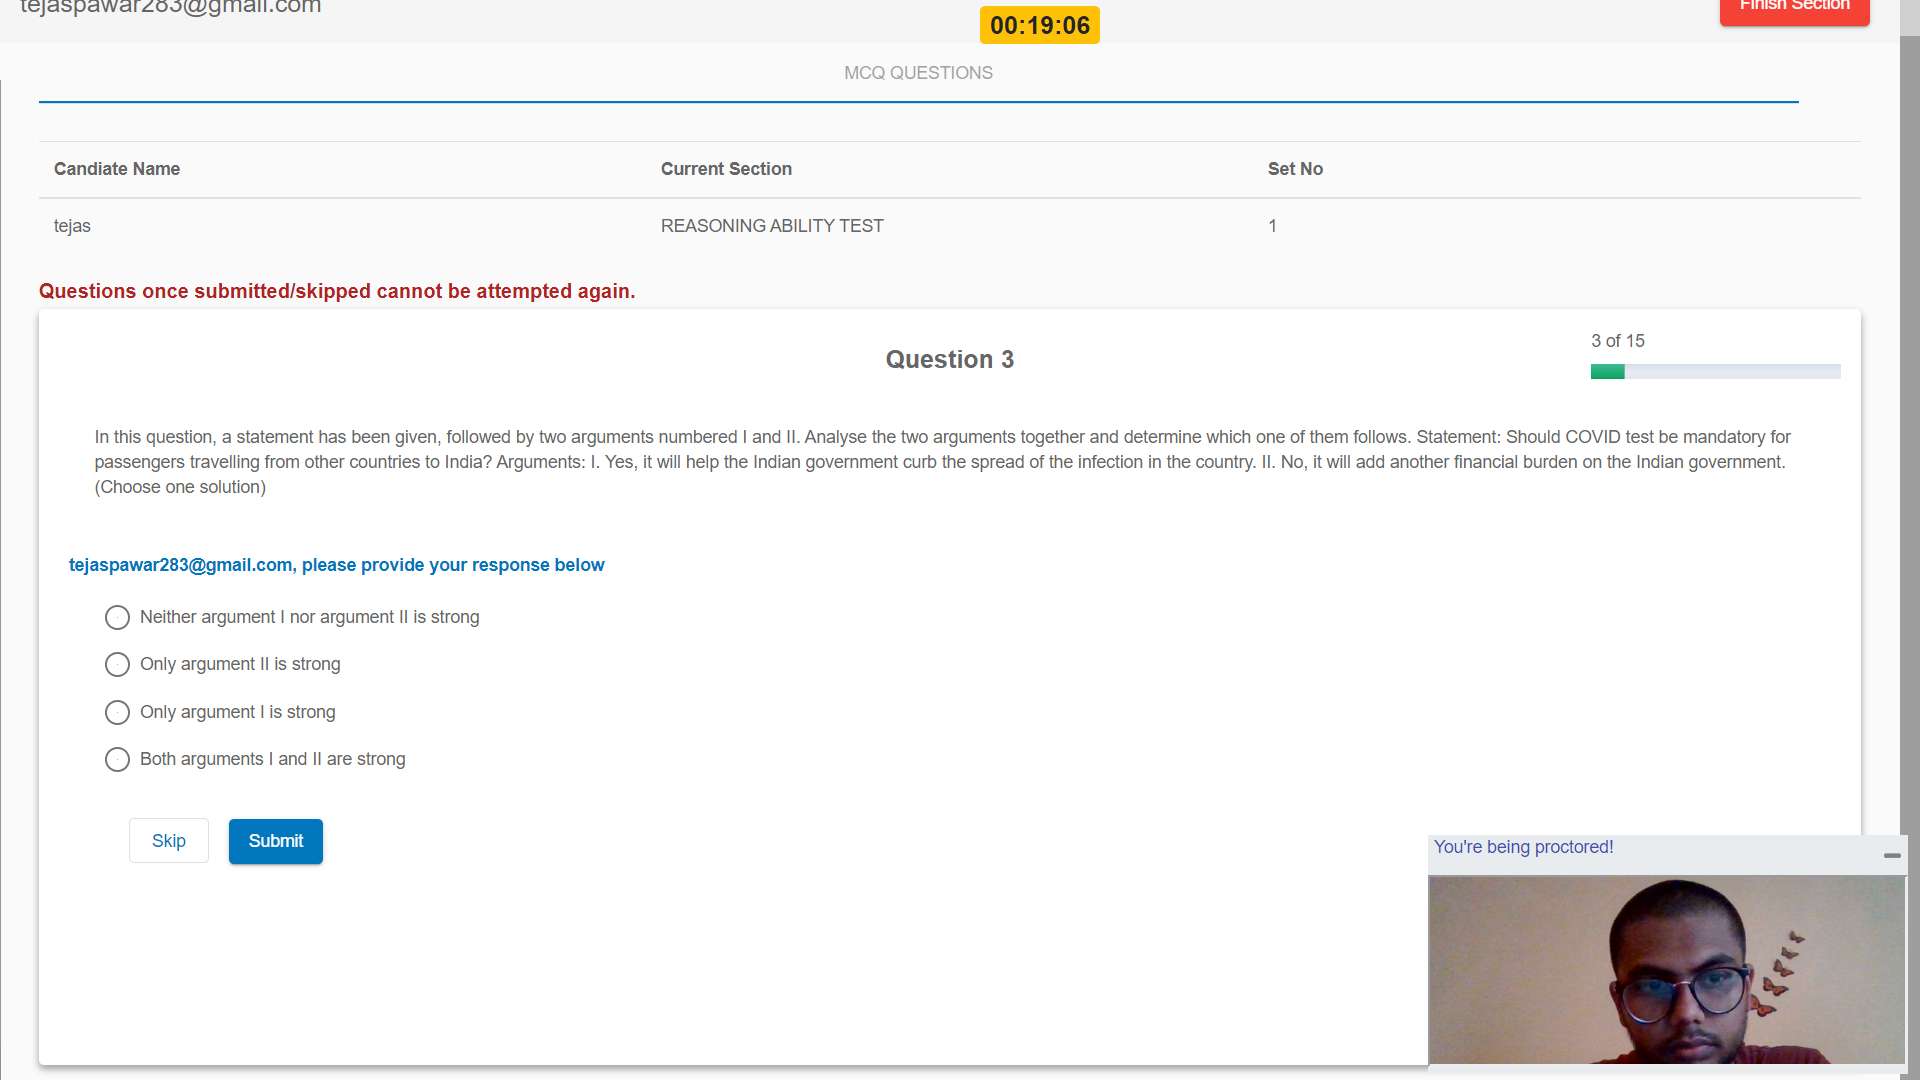 tejaspawar283@gmail.com
Finish Section
00:19:06
MCQ QUESTIONS
Candiate Name Current Section Set No
tejas REASONING ABILITY TEST 1
Questions once submitted/skipped cannot be attempted again.
3 of 15
Question 3
In this question, a statement has been given, followed by two arguments numbered I and II. Analyse the two arguments together and determine which one of them follows. Statement: Should COVID test be mandatory for
passengers travelling from other countries to India? Arguments: I. Yes, it will help the Indian government curb the spread of the infection in the country. II. No, it will add another financial burden on the Indian government.
(Choose one solution)
tejaspawar283@gmail.com, please provide your response below
Neither argument I nor argument II is strong
Only argument II is strong
Only argument I is strong
Both arguments I and II are strong
Skip Submit
You're being proctored!